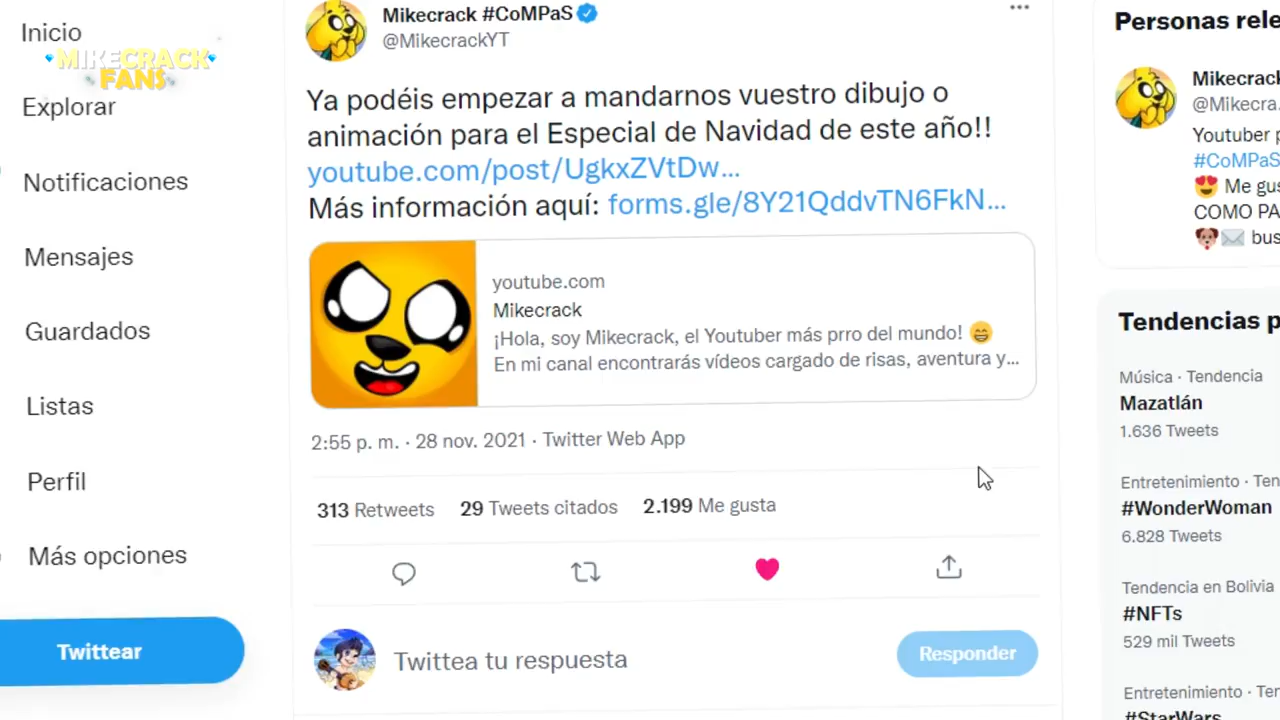 Inicio
MIKECRACK
FANS
Explorar
Notificaciones
Mensajes
Guardados
Listas
Perfil
Más opciones
Twittear
Mikecrack #CoMPaS
@MikecrackYT
Ya podéis empezar a mandarnos vuestro dibujo o
animación para el Especial de Navidad de este año!!
youtube.com/post/UgkxZVtDw...
Más información aquí: forms.gle/8Y21QddvTN6FkN...
youtube.com
Mikecrack
¡Hola, soy Mikecrack, el Youtuber más prro del mundo! 😁
En mi canal encontrarás vídeos cargado de risas, aventura y...
2:55 p. m. · 28 nov. 2021 · Twitter Web App
313 Retweets 29 Tweets citados 2.199 Me gusta
Twittea tu respuesta
Responder
Personas rele
Mikecrack
@Mikecra
Youtuber p
#CoMPaS
😍 Me gus
COMO PA
🐶✉️ bus
Tendencias p
Música · Tendencia
Mazatlán
1.636 Tweets
Entretenimiento · Ten
#WonderWoman
6.828 Tweets
Tendencia en Bolivia
#NFTs
529 mil Tweets
Entretenimiento · Ten
#StarWars